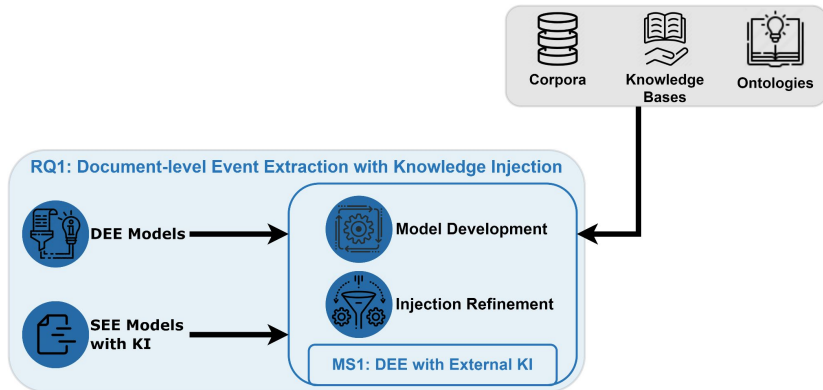 Corpora
Knowledge
Bases
Ontologies
RQ1: Document-level Event Extraction with Knowledge Injection
DEE Models
Model Development
SEE Models
with KI
Injection Refinement
MS1: DEE with External KI